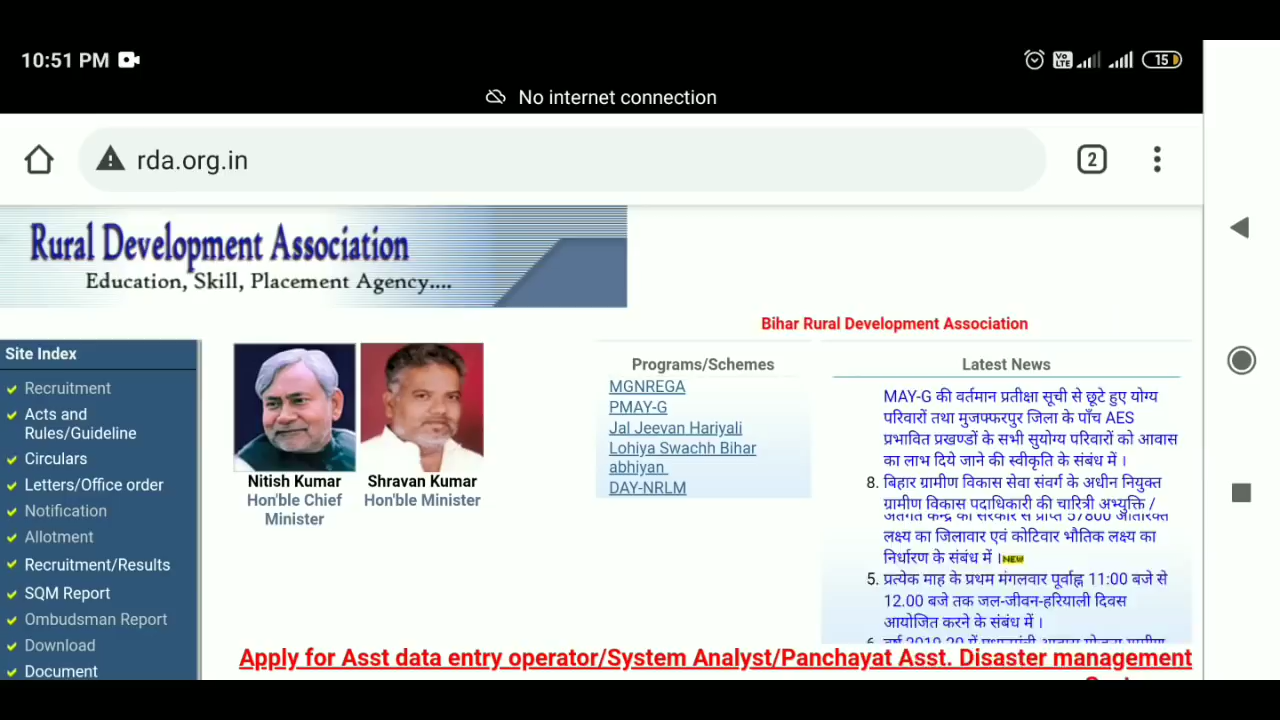 10:51 PM
Vo
LTE
15
No internet connection
rda.org.in
2
Rural Development Association
Education, Skill, Placement Agency....
Bihar Rural Development Association
Site Index
Recruitment
Acts and
Rules/Guideline
Circulars
Letters/Office order
Notification
Allotment
Recruitment/Results
SQM Report
Ombudsman Report
Download
Document
Nitish Kumar
Hon'ble Chief
Minister
Shravan Kumar
Hon'ble Minister
Programs/Schemes
MGNREGA
PMAY-G
Jal Jeevan Hariyali
Lohiya Swachh Bihar
abhiyan
DAY-NRLM
Latest News
MAY-G की वर्तमान प्रतीक्षा सूची से छूटे हुए योग्य
परिवारों तथा मुजफ्फरपुर जिला के पाँच AES
प्रभावित प्रखण्डों के सभी सुयोग्य परिवारों को आवास
का लाभ दिये जाने की स्वीकृति के संबंध में ।
8. बिहार ग्रामीण विकास सेवा संवर्ग के अधीन नियुक्त
ग्रामीण विकास पदाधिकारी की चारित्री अभ्युक्ति /
लक्ष्य का जिलावार एवं कोटिवार भौतिक लक्ष्य का
निर्धारण के संबंध में ।NEW
5. प्रत्येक माह के प्रथम मंगलवार पूर्वाह्न 11:00 बजे से
12.00 बजे तक जल-जीवन-हरियाली दिवस
आयोजित करने के संबंध में ।
Apply for Asst data entry operator/System Analyst/Panchayat Asst. Disaster management